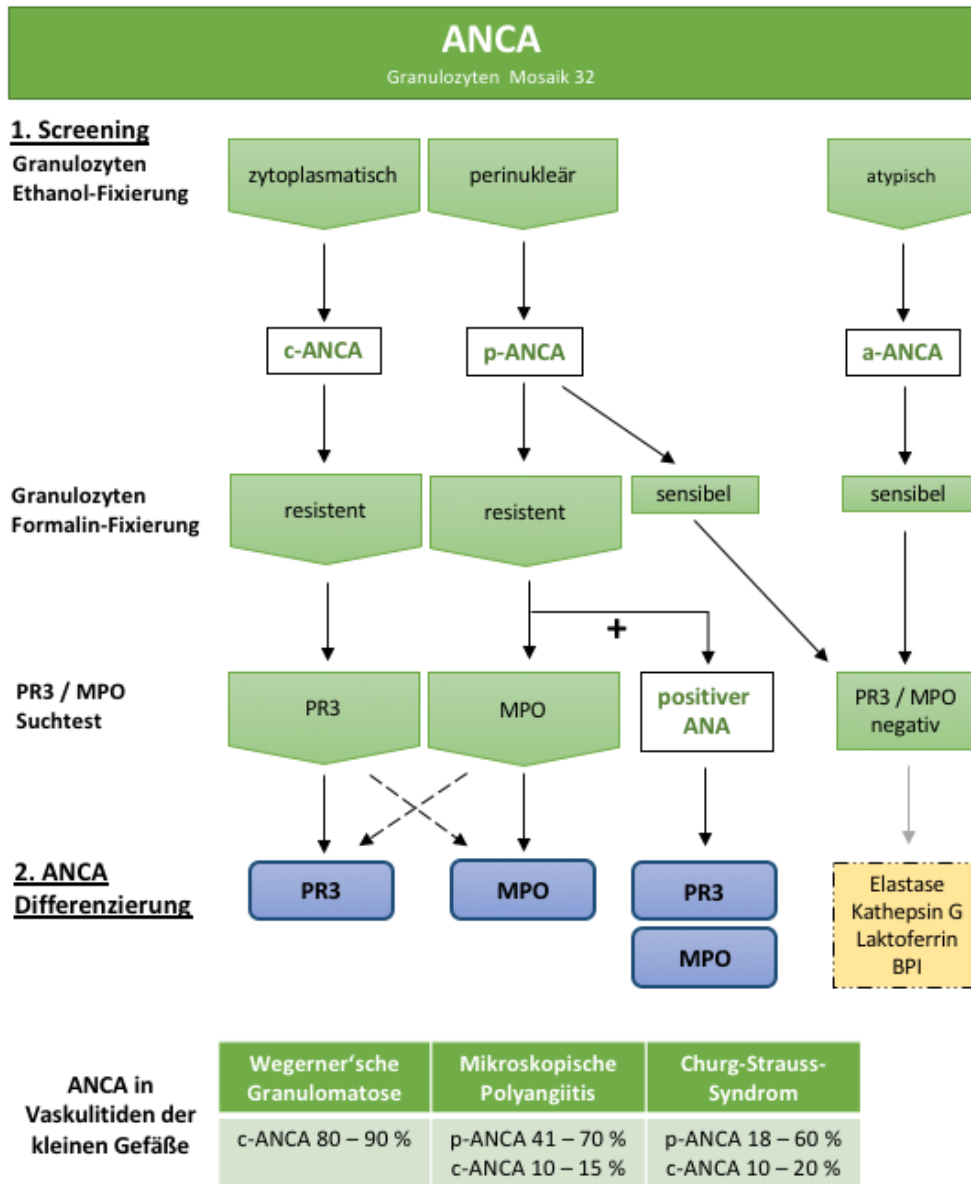 ANCA
Granulozyten Mosaik 32
1. Screening
Granulozyten
Ethanol-Fixierung
zytoplasmatisch
perinukleär
atypisch
c-ANCA
p-ANCA
a-ANCA
Granulozyten
Formalin-Fixierung
resistent
resistent
sensibel
sensibel
+
PR3 / MPO
Suchtest
PR3
MPO
positiver
ANA
PR3 / MPO
negativ
2. ANCA
Differenzierung
PR3
MPO
PR3
MPO
Elastase
Kathepsin G
Laktoferrin
BPI
ANCA in
Vaskulitiden der
kleinen Gefäße
Wegerner‘sche
Granulomatose
Mikroskopische
Polyangiitis
Churg-Strauss-
Syndrom
c-ANCA 80 – 90 %
p-ANCA 41 – 70 %
c-ANCA 10 – 15 %
p-ANCA 18 – 60 %
c-ANCA 10 – 20 %